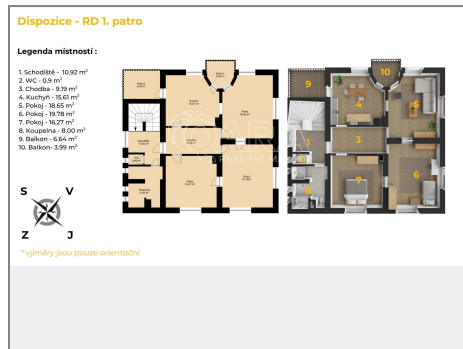 Dispozice - RD 1. patro
Legenda místností :
1. Schodiště - 10.92 m²
2. WC - 0.9 m²
3. Chodba - 9.19 m²
4. Kuchyň - 15.61 m²
5. Pokoj - 18.65 m²
6. Pokoj - 19.78 m²
7. Pokoj - 16.27 m²
8. Koupelna - 8.00 m²
9. Balkon - 6.64 m²
10. Balkon- 3.99 m²
S V
Z J
* výměry jsou pouze orientační
9
10
4
5
1
3
8
7
6